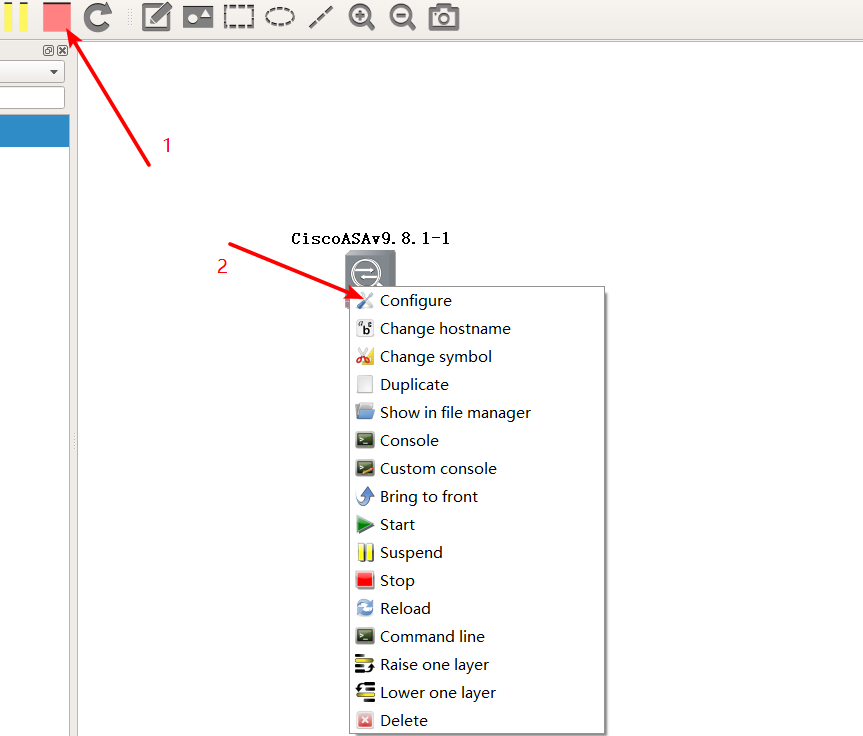 1
CiscoASAv9.8.1-1
2
Configure
Change hostname
Change symbol
Duplicate
Show in file manager
Console
Custom console
Bring to front
Start
Suspend
Stop
Reload
Command line
Raise one layer
Lower one layer
Delete